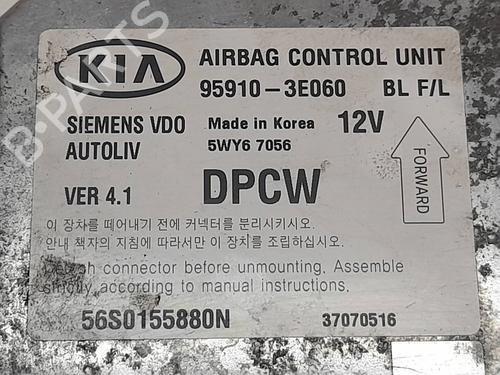 KIA
AIRBAG CONTROL UNIT
95910-3E060 BL F/L
SIEMENS VDO Made in Korea 12V
AUTOLIV 5WY6 7056
FORWARD
VER 4.1 DPCW
이 장차를 떼어내기 전에 커넥터를 분리시키시오.
안내 책자의 지침에 따라서만 이 장치를 조립하십시오.
Detach connector before unmounting. Assemble
strictly according to manual instructions.
56S0155880N 37070516
B-PARTS